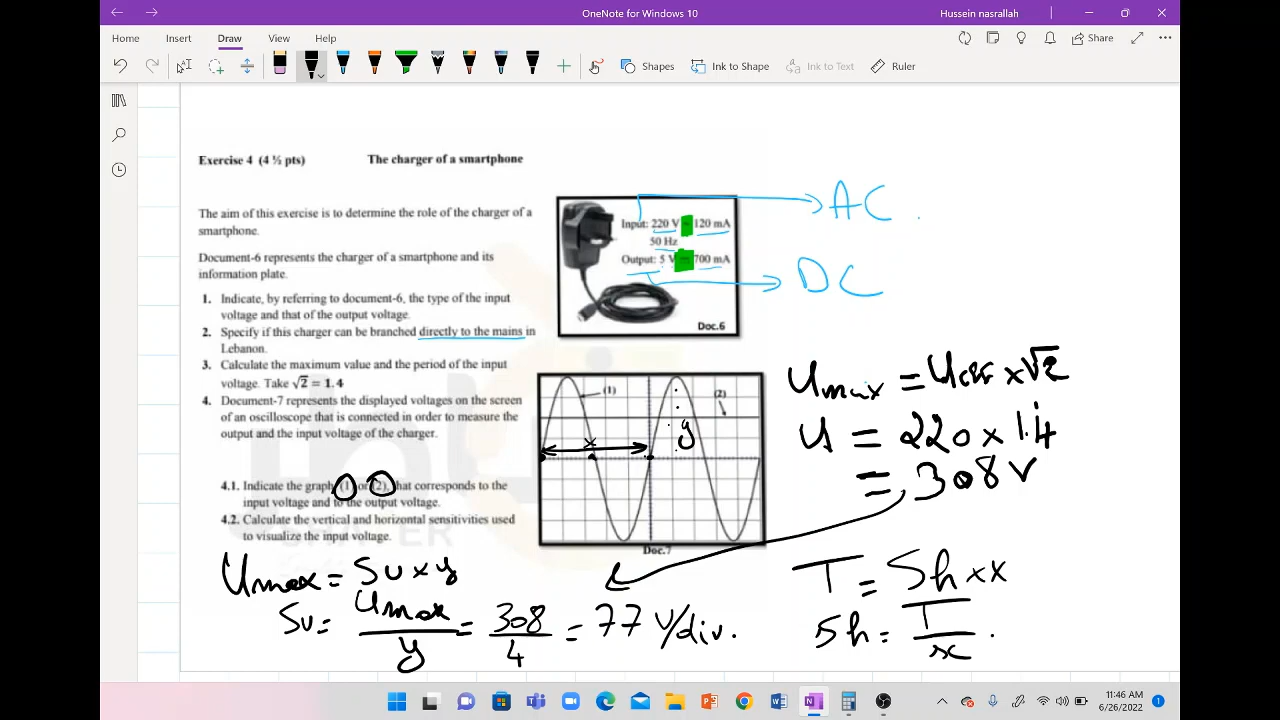 OneNote for Windows 10
Hussein nasrallah
Home Insert Draw View Help
Share
Shapes Ink to Shape Ink to Text Ruler
Exercise 4 (4 ½ pts) The charger of a smartphone
The aim of this exercise is to determine the role of the charger of a
smartphone.
Document-6 represents the charger of a smartphone and its
information plate.
1. Indicate, by referring to document-6, the type of the input
voltage and that of the output voltage.
2. Specify if this charger can be branched directly to the mains in
Lebanon.
3. Calculate the maximum value and the period of the input
voltage. Take √2 = 1.4
4. Document-7 represents the displayed voltages on the screen
of an oscilloscope that is connected in order to measure the
output and the input voltage of the charger.
4.1. Indicate the graph (1) or (2), that corresponds to the
input voltage and to the output voltage.
4.2. Calculate the vertical and horizontal sensitivities used
to visualize the input voltage.
Input: 220 V 120 mA
50 Hz
Output: 5 V 700 mA
Doc.6
AC
DC
(1)
(2)
x
y
Doc.7
Umax = Ueff × √2
U = 220 × 1.4
= 308 V
Umax = Sv × y
Sv = Umax / y = 308 / 4 = 77 V/div.
T = Sh × x
Sh = T / x
11:46 AM
6/26/2022
1